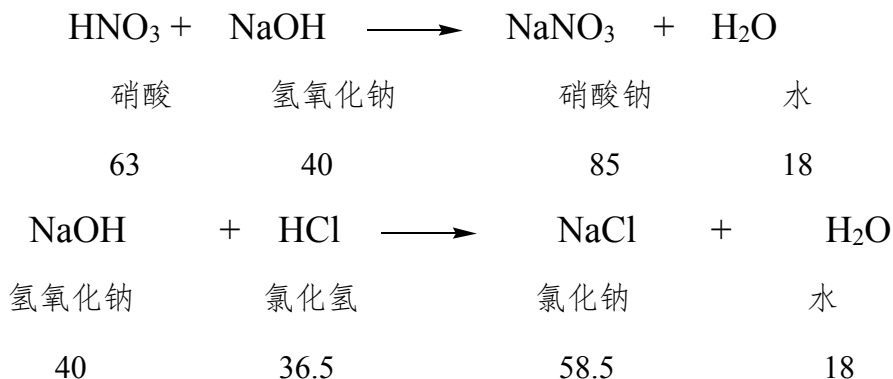 HNO₃ + NaOH ⟶ NaNO₃ + H₂O
硝酸 氢氧化钠 硝酸钠 水
63 40 85 18
NaOH + HCl ⟶ NaCl + H₂O
氢氧化钠 氯化氢 氯化钠 水
40 36.5 58.5 18